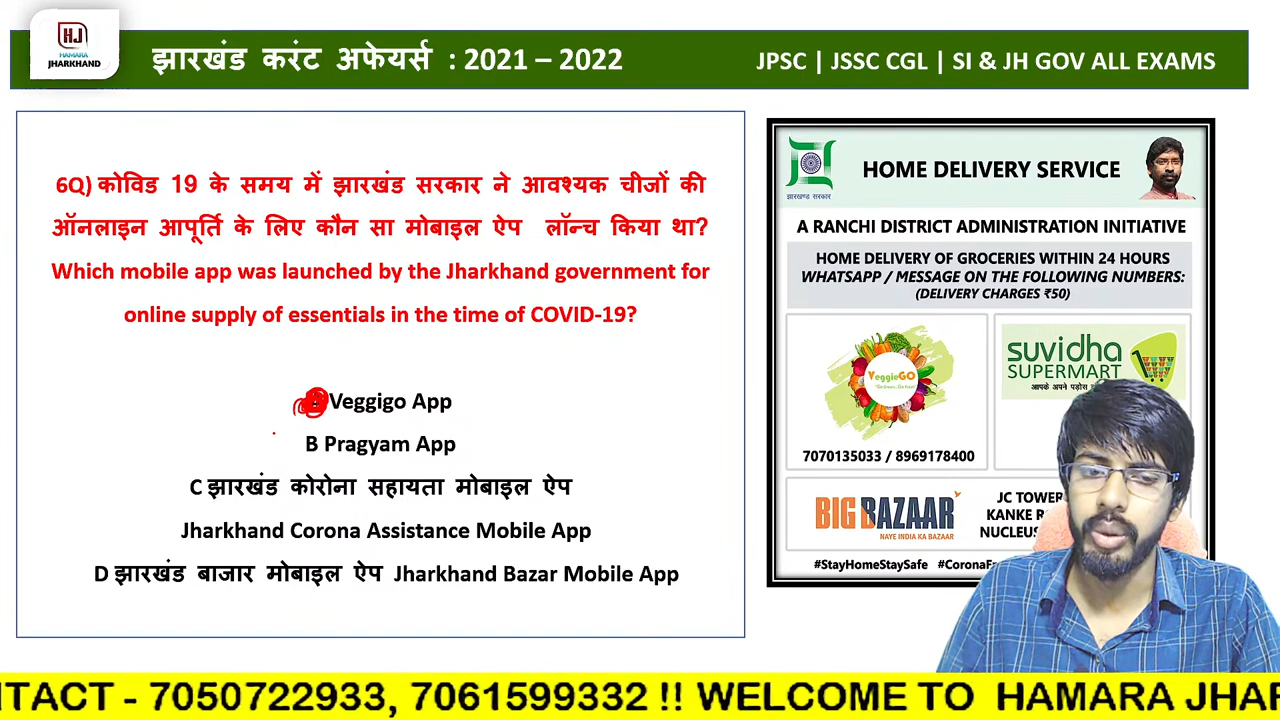 HJ
HAMARA
JHARKHAND
झारखंड करंट अफेयर्स : 2021 – 2022
JPSC | JSSC CGL | SI & JH GOV ALL EXAMS
6Q) कोविड 19 के समय में झारखंड सरकार ने आवश्यक चीजों की
ऑनलाइन आपूर्ति के लिए कौन सा मोबाइल ऐप लॉन्च किया था?
Which mobile app was launched by the Jharkhand government for
online supply of essentials in the time of COVID-19?
Veggigo App
B Pragyam App
C झारखंड कोरोना सहायता मोबाइल ऐप
Jharkhand Corona Assistance Mobile App
D झारखंड बाजार मोबाइल ऐप Jharkhand Bazar Mobile App
झारखण्ड सरकार
HOME DELIVERY SERVICE
A RANCHI DISTRICT ADMINISTRATION INITIATIVE
HOME DELIVERY OF GROCERIES WITHIN 24 HOURS
WHATSAPP / MESSAGE ON THE FOLLOWING NUMBERS:
(DELIVERY CHARGES ₹50)
VeggieGO
7070135033 / 8969178400
suvidha
SUPERMART
आपके अपने पड़ोस
BIG BAZAAR
NAYE INDIA KA BAZAAR
JC TOWER
KANKE
NUCLEUS
#StayHomeStaySafe
NTACT - 7050722933, 7061599332 !! WELCOME TO HAMARA JHAR